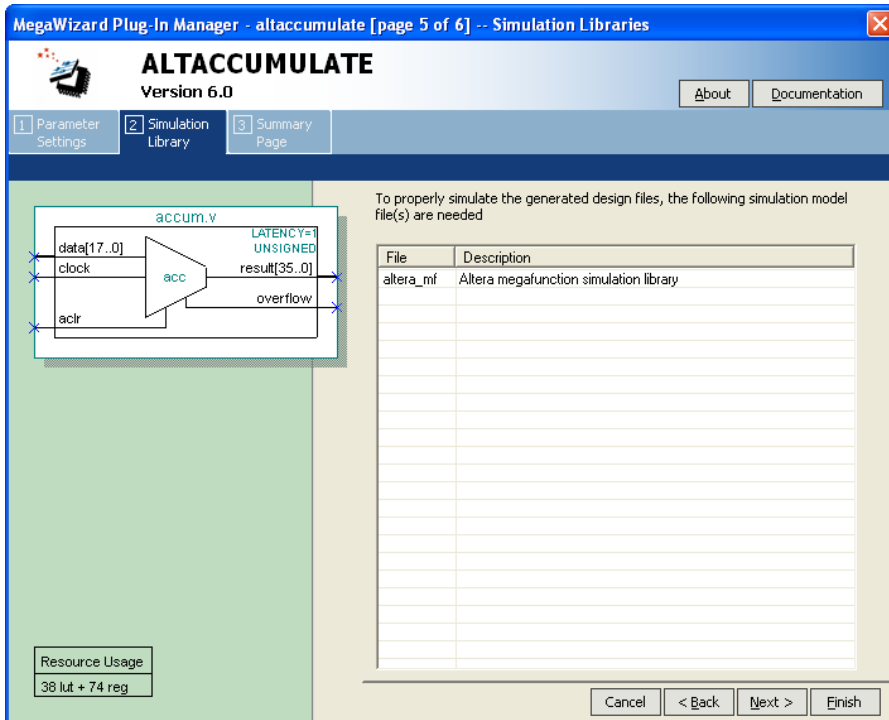 MegaWizard Plug-In Manager - altaccumulate [page 5 of 6] -- Simulation Libraries
ALTACCUMULATE
Version 6.0
About
Documentation
1 Parameter Settings
2 Simulation Library
3 Summary Page
accum.v
LATENCY=1
UNSIGNED
data[17..0]
clock
acc
result[35..0]
overflow
aclr
Resource Usage
38 lut + 74 reg
To properly simulate the generated design files, the following simulation model
file(s) are needed
File Description
altera_mf Altera megafunction simulation library
Cancel
< Back
Next >
Finish